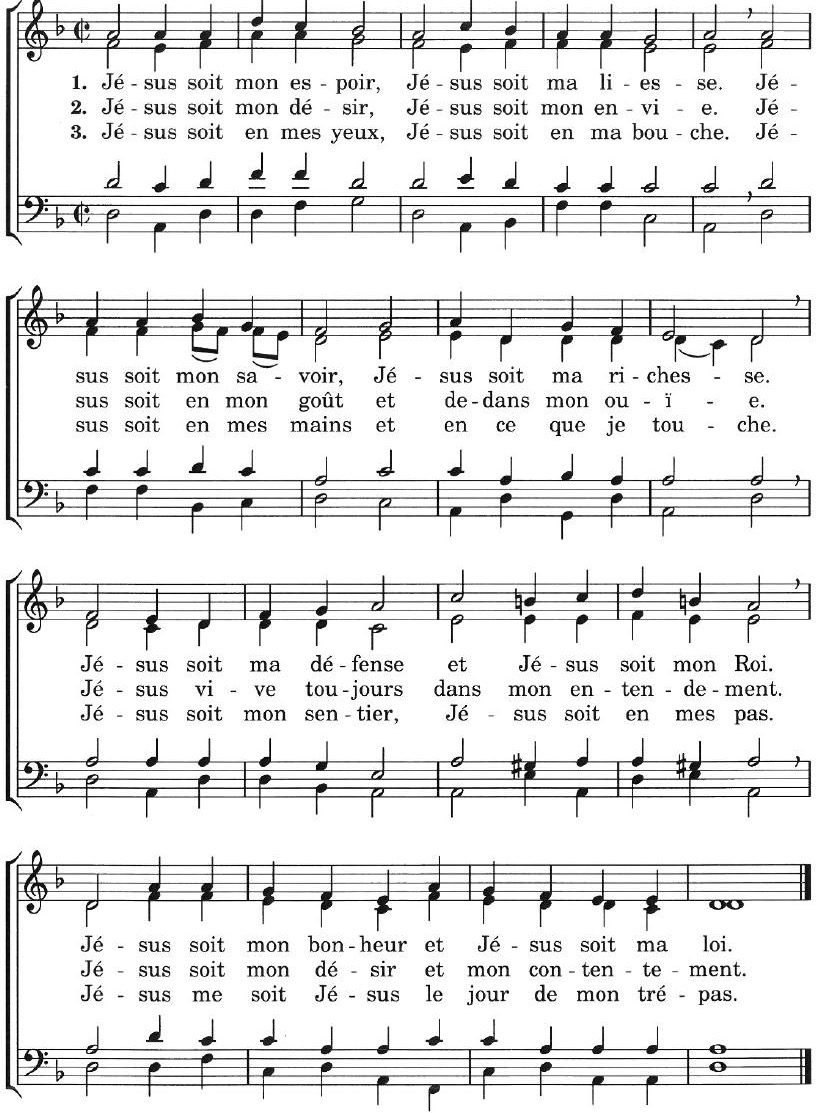 1. Jé - sus soit mon es - poir, Jé - sus soit ma li - es - se. Jé -
2. Jé - sus soit mon dé - sir, Jé - sus soit mon en - vi - e. Jé -
3. Jé - sus soit en mes yeux, Jé - sus soit en ma bou - che. Jé -
sus soit mon sa - voir, Jé - sus soit ma ri - ches - se.
sus soit en mon goût et de - dans mon ou - ï - e.
sus soit en mes mains et en ce que je tou - che.
Jé - sus soit ma dé - fense et Jé - sus soit mon Roi.
Jé - sus vi - ve tou - jours dans mon en - ten - de - ment.
Jé - sus soit mon sen - tier, Jé - sus soit en mes pas.
Jé - sus soit mon bon - heur et Jé - sus soit ma loi.
Jé - sus soit mon dé - sir et mon con - ten - te - ment.
Jé - sus me soit Jé - sus le jour de mon tré - pas.